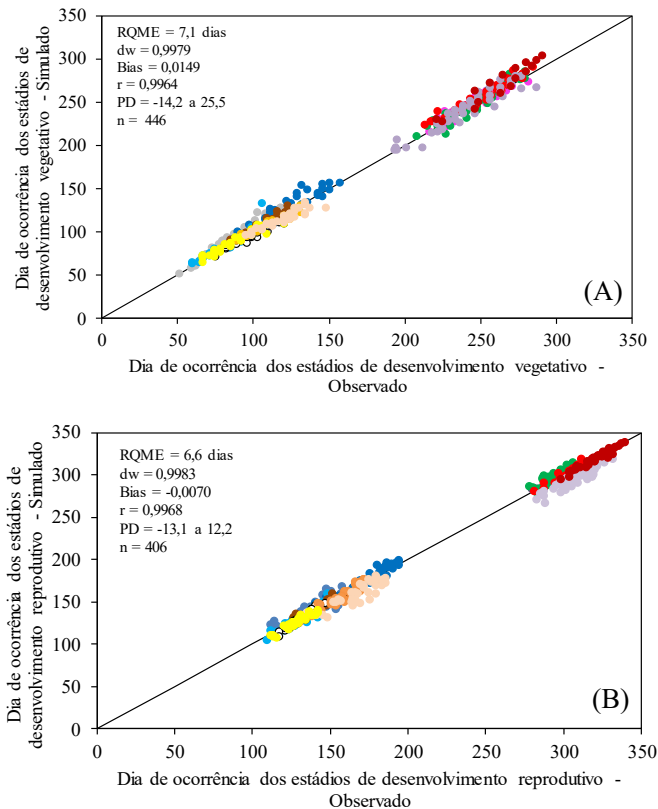 350
300
250
200
150
100
50
0
Dia de ocorrência dos estádios de
desenvolvimento vegetativo - Simulado
RQME = 7,1 dias
dw = 0,9979
Bias = 0,0149
r = 0,9964
PD = -14,2 a 25,5
n = 446
(A)
0 50 100 150 200 250 300 350
Dia de ocorrência dos estádios de desenvolvimento vegetativo -
Observado
350
300
250
200
150
100
50
0
Dia de ocorrência dos estádios de
desenvolvimento reprodutivo - Simulado
RQME = 6,6 dias
dw = 0,9983
Bias = -0,0070
r = 0,9968
PD = -13,1 a 12,2
n = 406
(B)
0 50 100 150 200 250 300 350
Dia de ocorrência dos estádios de desenvolvimento reprodutivo -
Observado